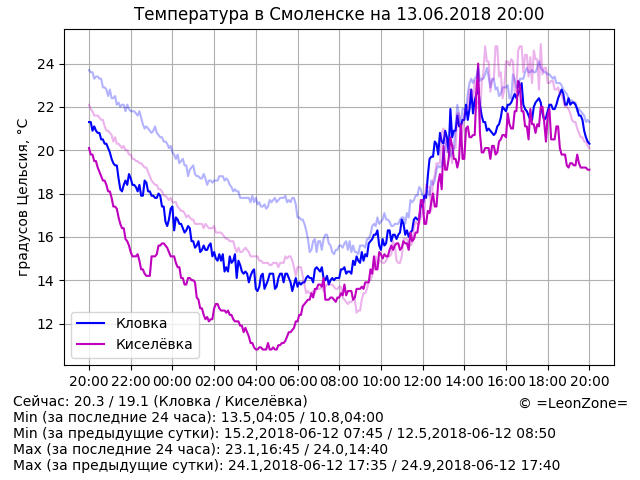 Температура в Смоленске на 13.06.2018 20:00
градусов Цельсия, °C
24
22
20
18
16
14
12
Кловка
Киселёвка
20:00 22:00 00:00 02:00 04:00 06:00 08:00 10:00 12:00 14:00 16:00 18:00 20:00
Сейчас: 20.3 / 19.1 (Кловка / Киселёвка)
© =LeonZone=
Min (за последние 24 часа): 13.5,04:05 / 10.8,04:00
Min (за предыдущие сутки): 15.2,2018-06-12 07:45 / 12.5,2018-06-12 08:50
Max (за последние 24 часа): 23.1,16:45 / 24.0,14:40
Max (за предыдущие сутки): 24.1,2018-06-12 17:35 / 24.9,2018-06-12 17:40